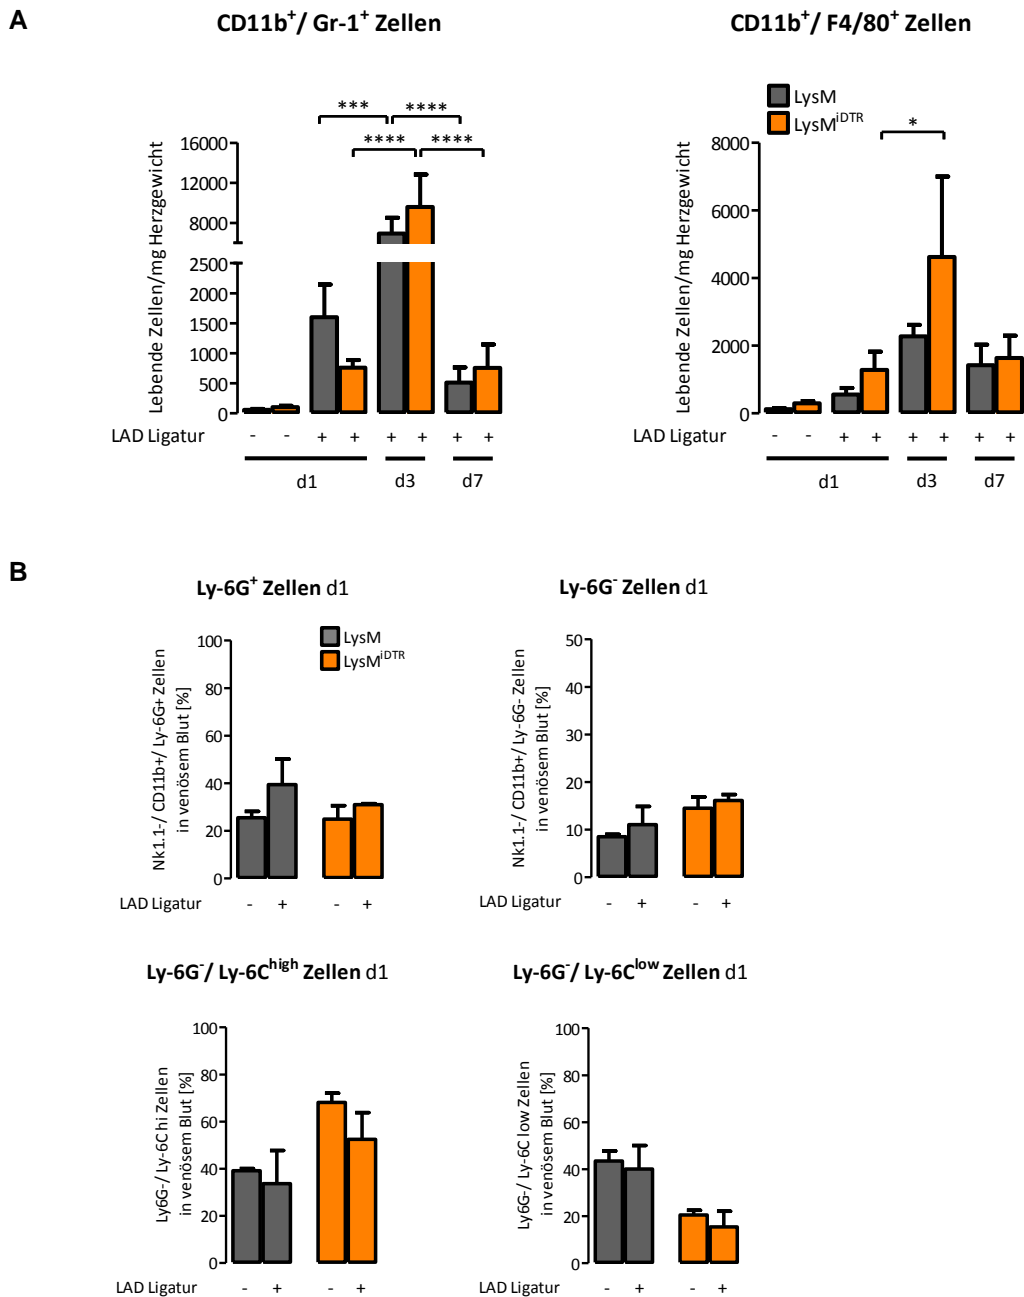 A
CD11b⁺/ Gr-1⁺ Zellen
CD11b⁺/ F4/80⁺ Zellen
LysM
LysMⁱᴰᵀᴿ
*** ****
**** ****
*
Lebende Zellen/mg Herzgewicht
16000
12000
8000
2500
2000
1500
1000
500
0
LAD Ligatur - - + + + + + +
d1 d3 d7
Lebende Zellen/mg Herzgewicht
8000
6000
4000
2000
0
LAD Ligatur - - + + + + + +
d1 d3 d7
B
Ly-6G⁺ Zellen d1
LysM
LysMⁱᴰᵀᴿ
Nk1.1-/ CD11b+/ Ly-6G+ Zellen
in venösem Blut [%]
100
80
60
40
20
0
LAD Ligatur - + - +
Ly-6G⁻ Zellen d1
Nk1.1-/ CD11b+/ Ly-6G- Zellen
in venösem Blut [%]
50
40
30
20
10
0
LAD Ligatur - + - +
Ly-6G⁻/ Ly-6Cʰⁱᵍʰ Zellen d1
Ly6G-/ Ly-6C hi Zellen
in venösem Blut [%]
100
80
60
40
20
0
LAD Ligatur - + - +
Ly-6G⁻/ Ly-6Cˡᵒʷ Zellen d1
Ly6G-/ Ly-6C low Zellen
in venösem Blut [%]
100
80
60
40
20
0
LAD Ligatur - + - +